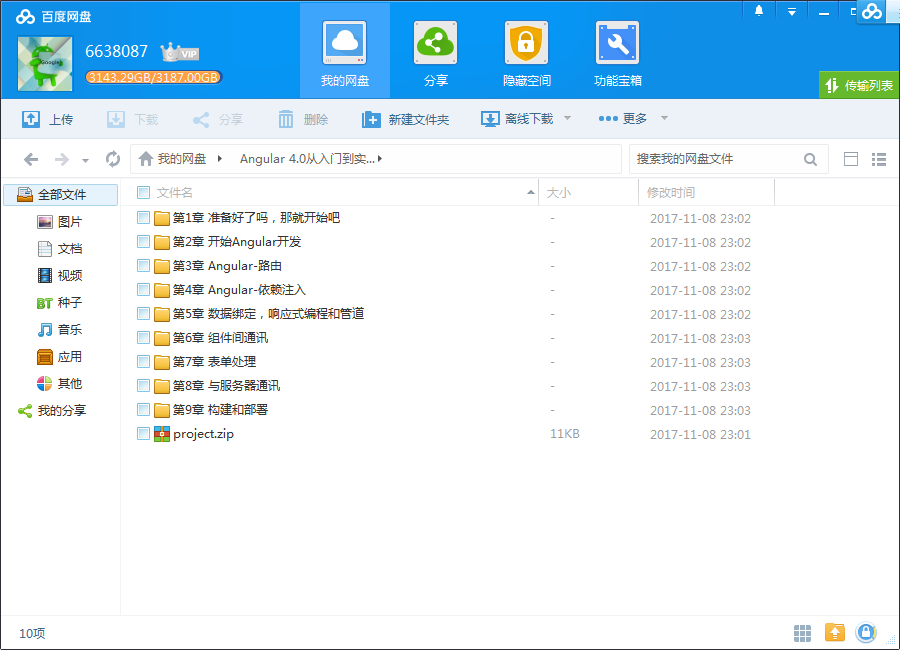 百度网盘
6638087 VIP
3143.29GB/3187.00GB
我的网盘 分享 隐藏空间 功能宝箱
传输列表
上传 下载 分享 删除 新建文件夹 离线下载 更多
我的网盘 Angular 4.0从入门到实... 搜索我的网盘文件
全部文件
图片
文档
视频
BT 种子
音乐
应用
其他
我的分享
文件名 大小 修改时间
第1章 准备好了吗，那就开始吧 - 2017-11-08 23:02
第2章 开始Angular开发 - 2017-11-08 23:02
第3章 Angular-路由 - 2017-11-08 23:02
第4章 Angular-依赖注入 - 2017-11-08 23:02
第5章 数据绑定，响应式编程和管道 - 2017-11-08 23:02
第6章 组件间通讯 - 2017-11-08 23:03
第7章 表单处理 - 2017-11-08 23:03
第8章 与服务器通讯 - 2017-11-08 23:03
第9章 构建和部署 - 2017-11-08 23:03
project.zip 11KB 2017-11-08 23:01
10项